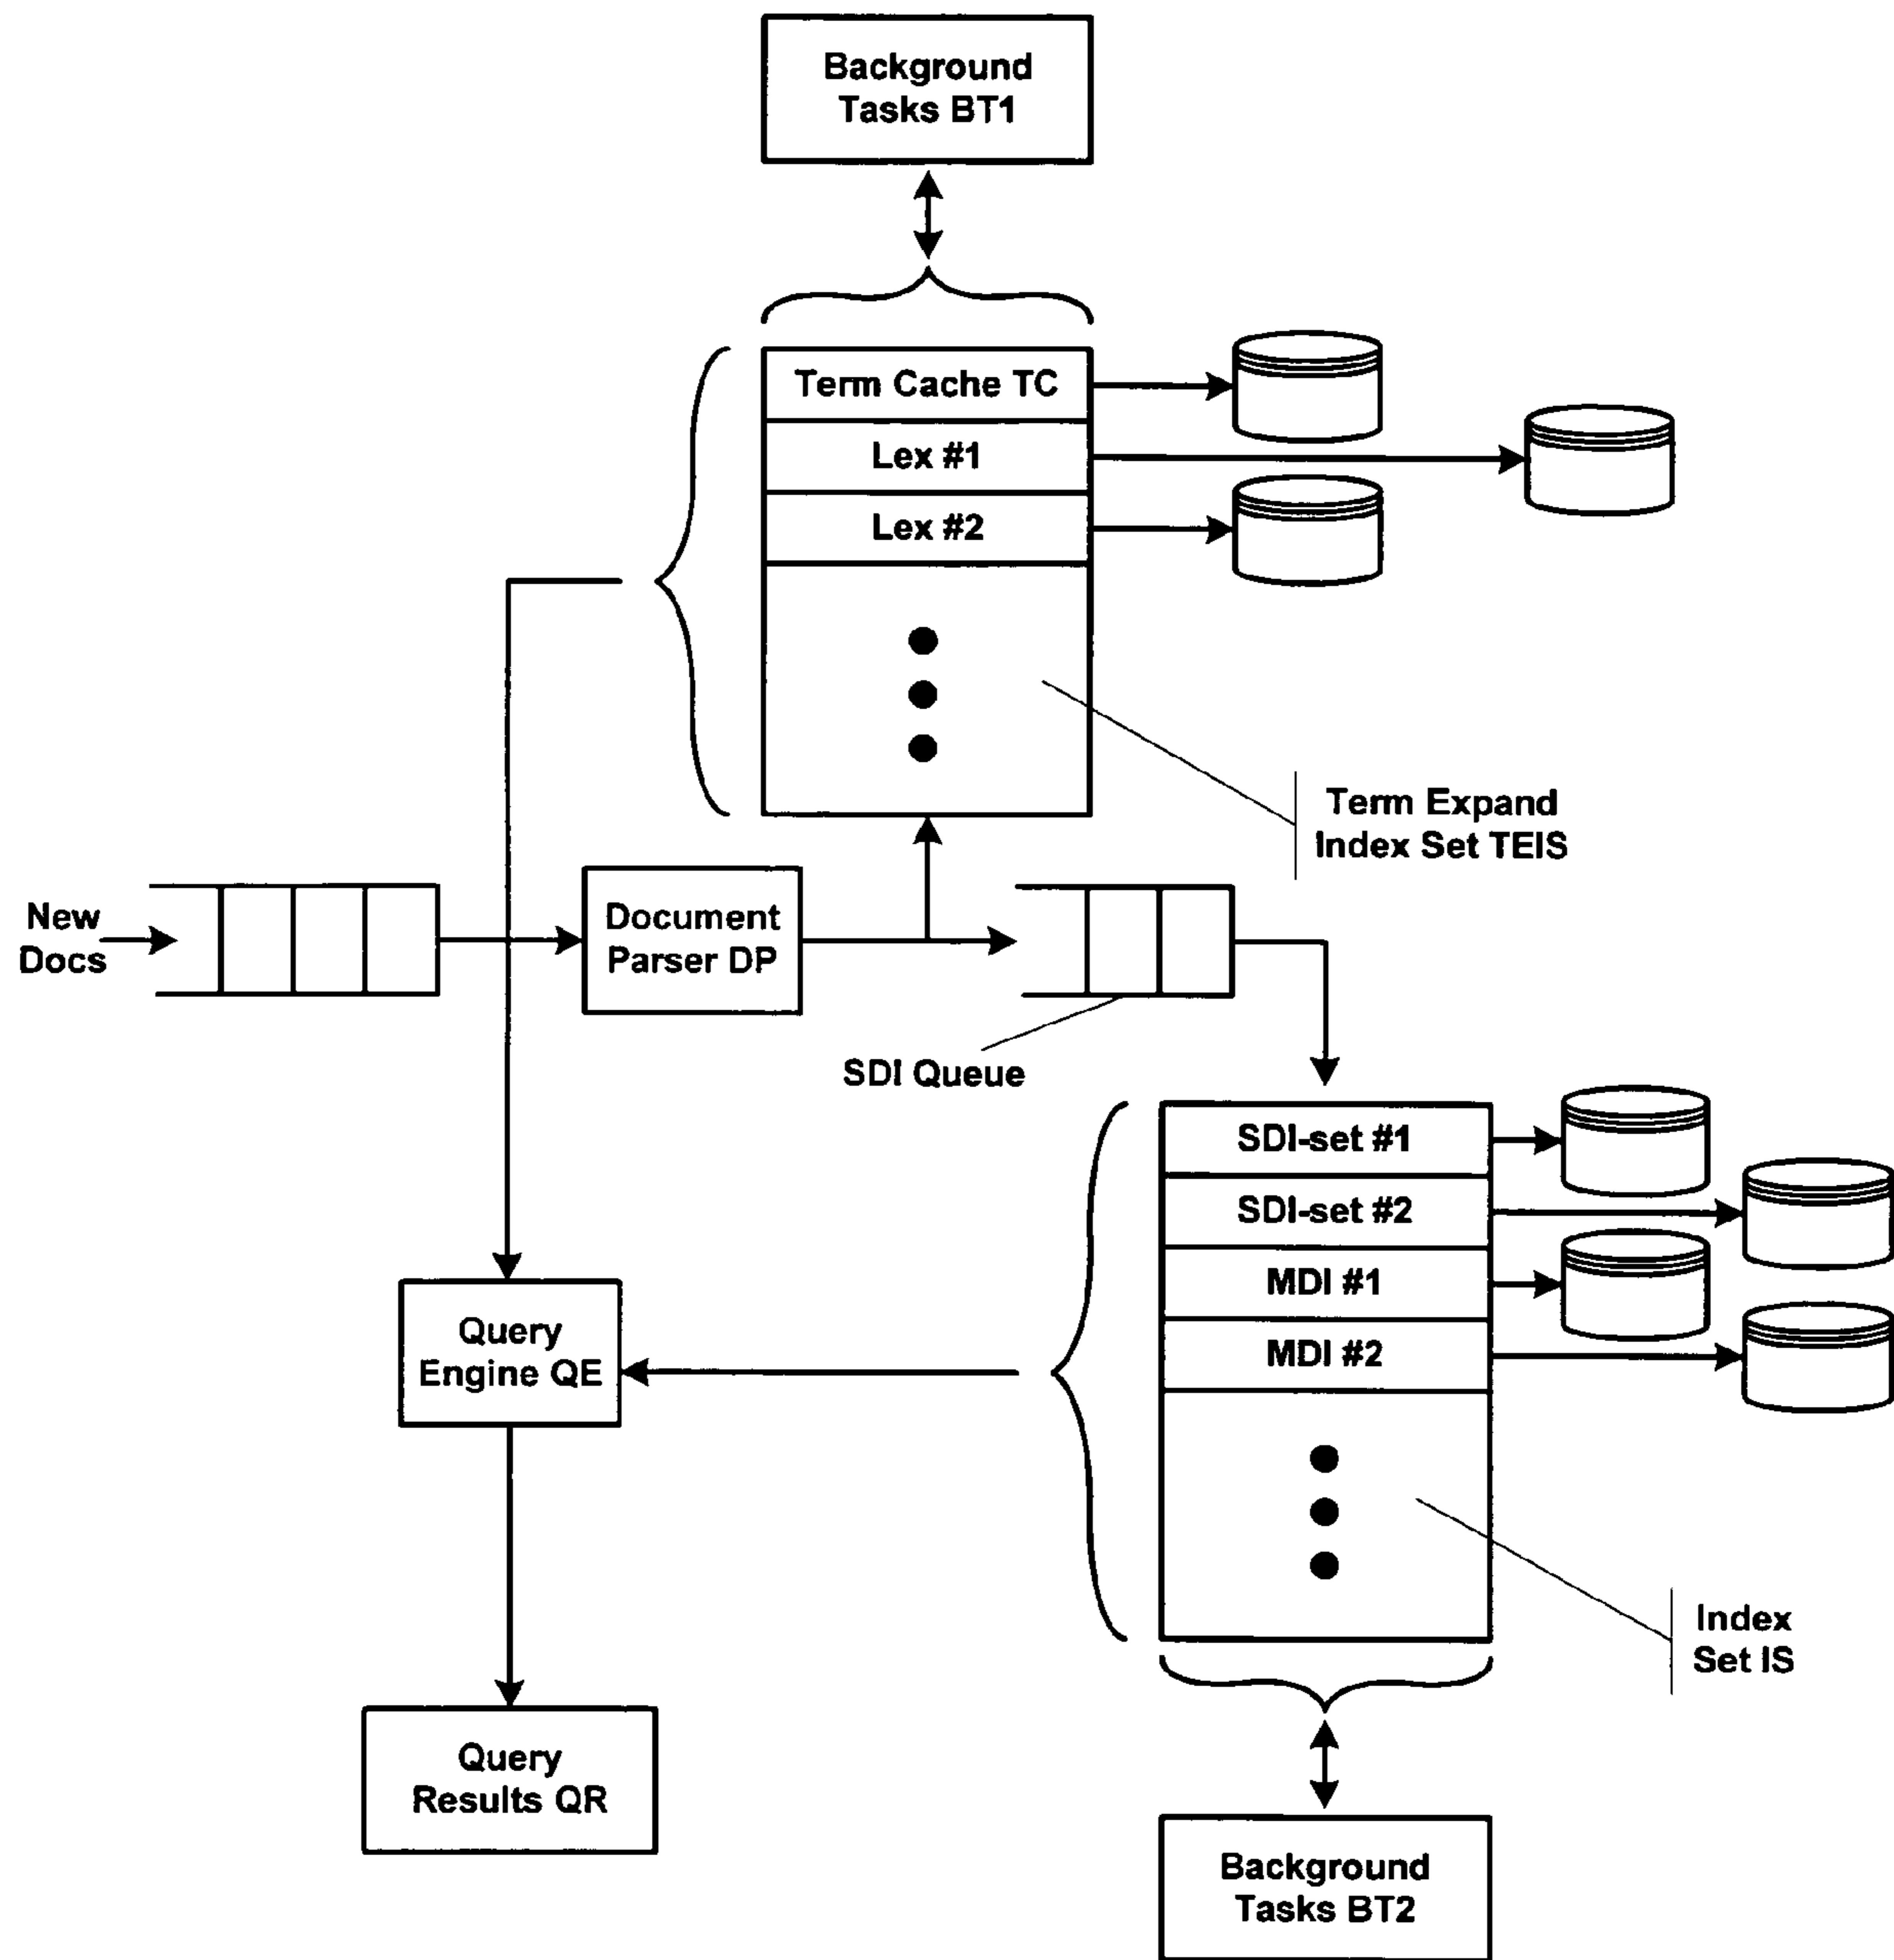 Background
Tasks BT1
Term Cache TC
Lex #1
Lex #2
Term Expand
Index Set TEIS
New
Docs
Document
Parser DP
SDI Queue
SDI-set #1
SDI-set #2
MDI #1
MDI #2
Query
Engine QE
Index
Set IS
Query
Results QR
Background
Tasks BT2